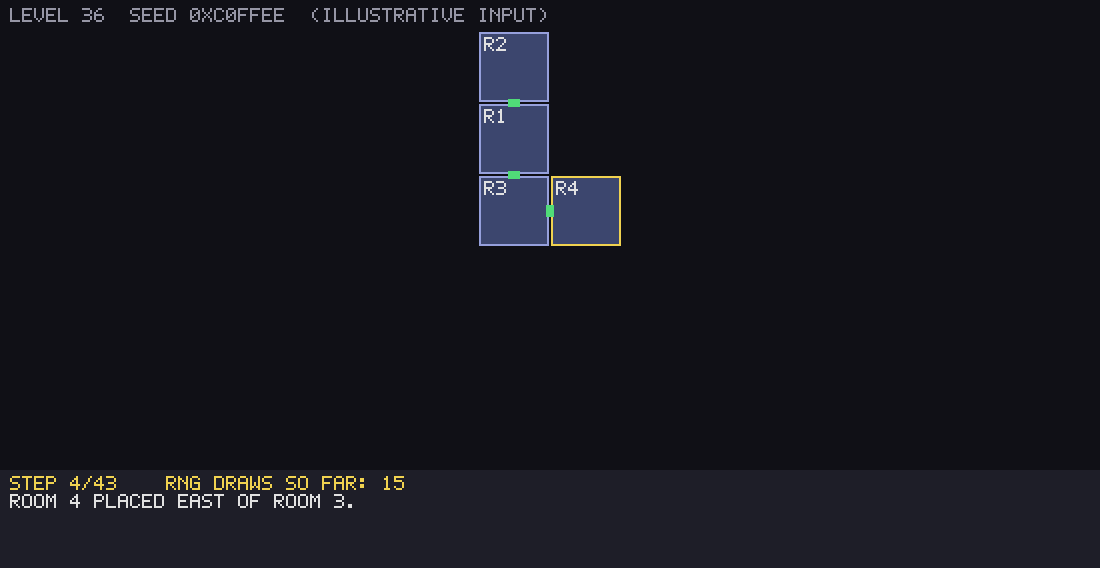 LEVEL 36  SEED 0XC0FFEE  (ILLUSTRATIVE INPUT)
R2
R1
R3
R4
STEP 4/43    RNG DRAWS SO FAR: 15
ROOM 4 PLACED EAST OF ROOM 3.